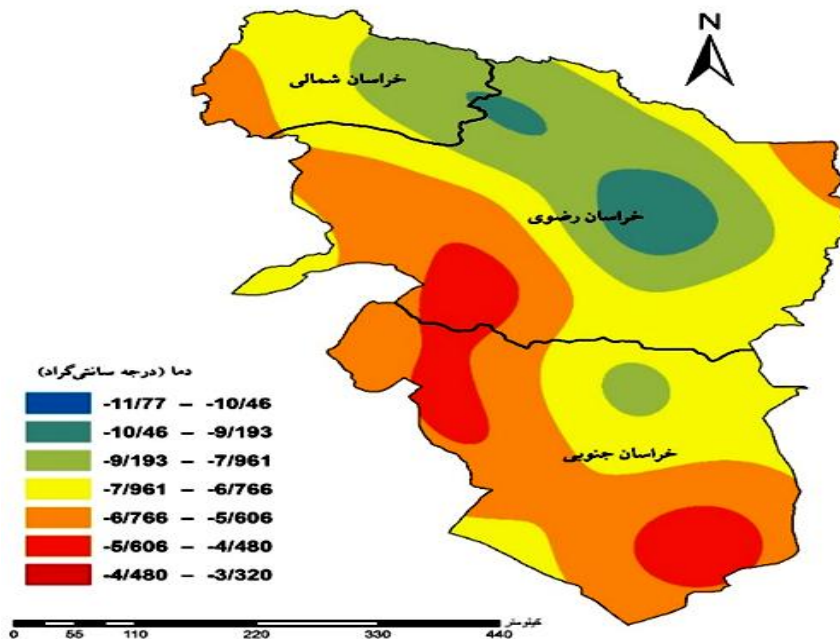 N
خراسان شمالی
خراسان رضوی
خراسان جنوبی
دما (درجه سانتی‌گراد)
-11/77 – -10/46
-10/46 – -9/193
-9/193 – -7/961
-7/961 – -6/766
-6/766 – -5/606
-5/606 – -4/480
-4/480 – -3/320
کیلومتر
0 55 110 220 330 440